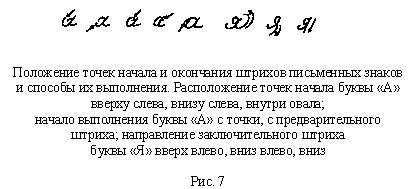 а а а а а я я я
Положение точек начала и окончания штрихов письменных знаков
и способы их выполнения. Расположение точек начала буквы «А»
вверху слева, внизу слева, внутри овала;
начало выполнения буквы «А» с точки, с предварительного
штриха; направление заключительного штриха
буквы «Я» вверх влево, вниз влево, вниз
Рис. 7